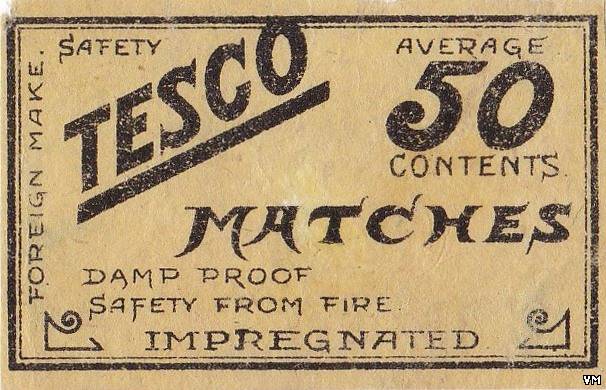 FOREIGN MAKE.
SAFETY
TESCO
AVERAGE
50
CONTENTS.
MATCHES
DAMP PROOF
SAFETY FROM FIRE.
IMPREGNATED
VM